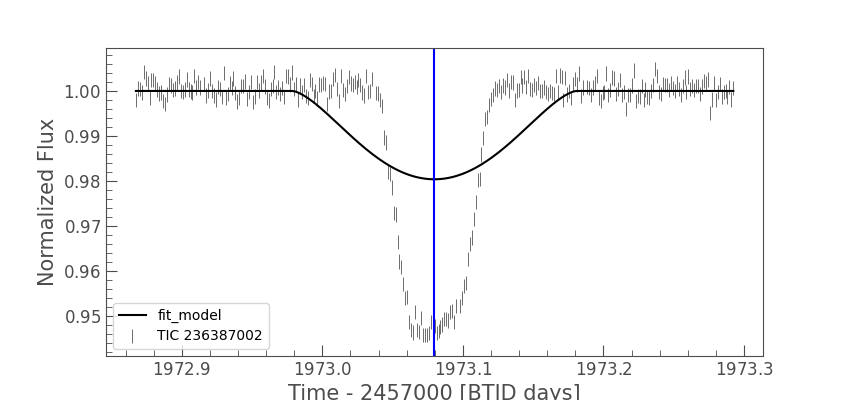 1.00
0.99
0.98
0.97
0.96
0.95
Normalized Flux
fit_model
TIC 236387002
1972.9
1973.0
1973.1
1973.2
1973.3
Time - 2457000 [BTJD days]